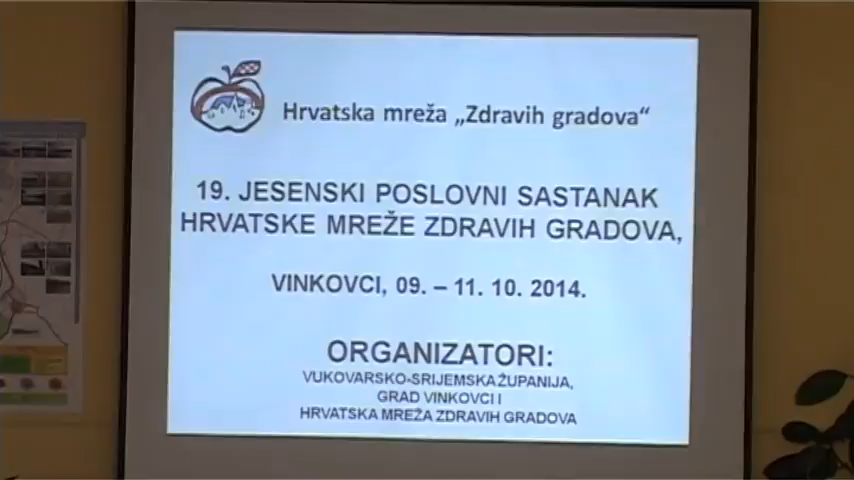 Hrvatska mreža „Zdravih gradova“
19. JESENSKI POSLOVNI SASTANAK
HRVATSKE MREŽE ZDRAVIH GRADOVA,
VINKOVCI, 09. – 11. 10. 2014.
ORGANIZATORI:
VUKOVARSKO-SRIJEMSKA ŽUPANIJA,
GRAD VINKOVCI I
HRVATSKA MREŽA ZDRAVIH GRADOVA